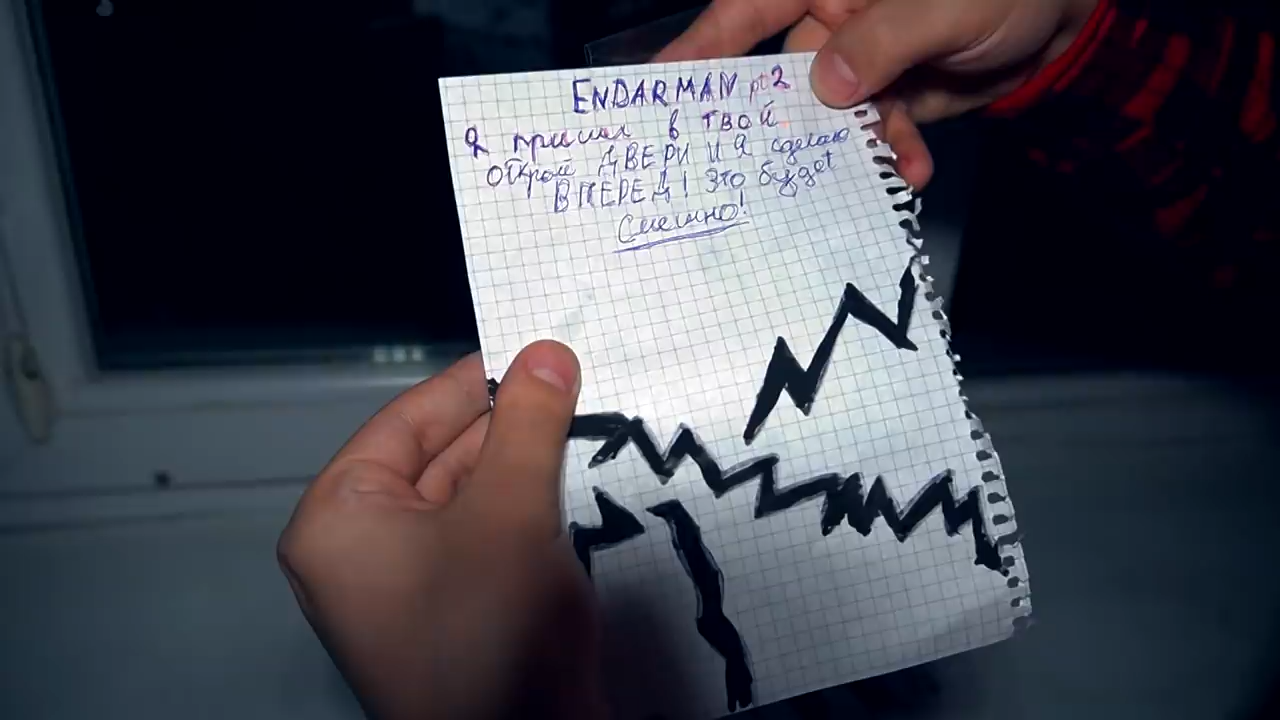 ENDARMAN pt2
Я пришел в ТВОЙ
открой ДВЕРИ И Я сделаю
ВПЕРЕД! Это будет
Смешно!